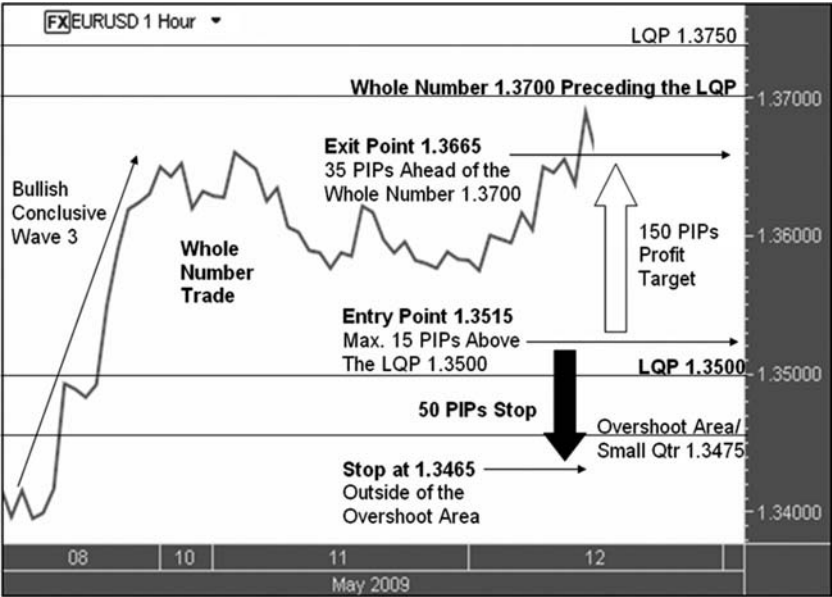 FX EURUSD 1 Hour
LQP 1.3750
Whole Number 1.3700 Preceding the LQP
1.37000
Exit Point 1.3665
35 PIPs Ahead of the
Whole Number 1.3700
Bullish
Conclusive
Wave 3
Whole
Number
Trade
150 PIPs
Profit
Target
1.36000
Entry Point 1.3515
Max. 15 PIPs Above
The LQP 1.3500
LQP 1.3500
1.35000
50 PIPs Stop
Overshoot Area/
Small Qtr 1.3475
Stop at 1.3465
Outside of the
Overshoot Area
1.34000
08
10
11
12
May 2009